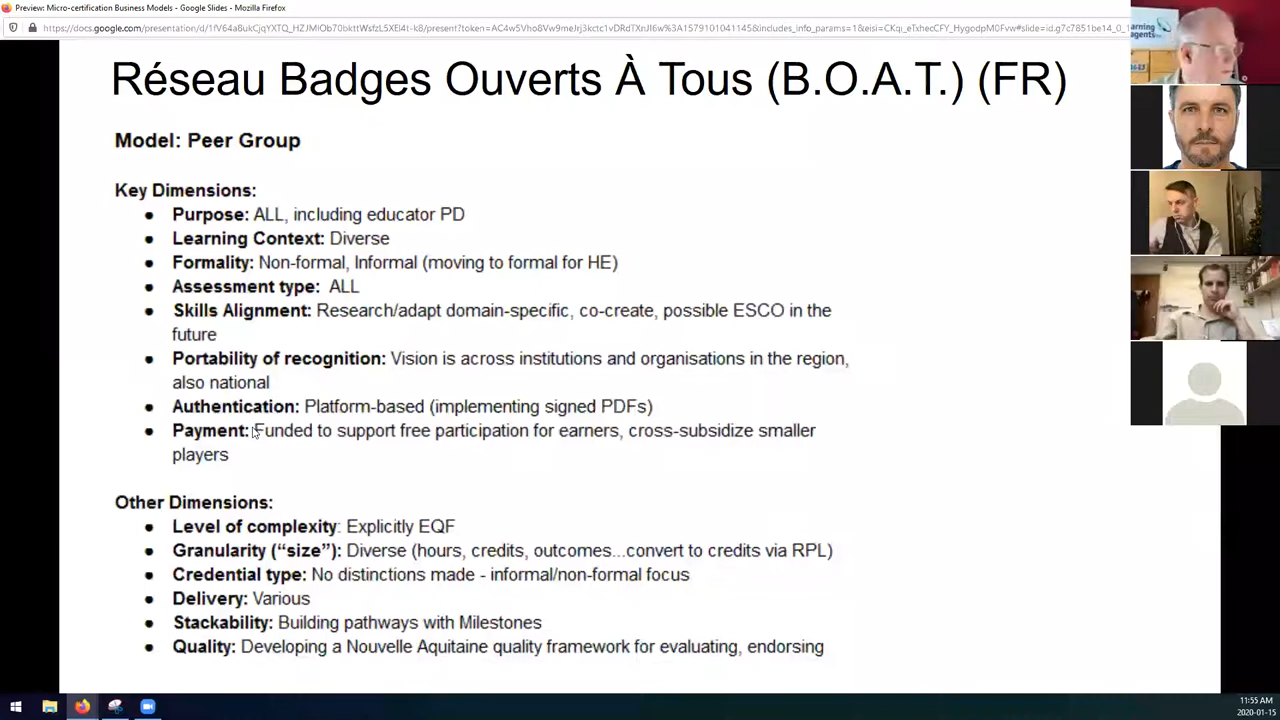 Preview: Micro-certification Business Models - Google Slides - Mozilla Firefox
Réseau Badges Ouverts À Tous (B.O.A.T.) (FR)
Model: Peer Group
Key Dimensions:
● Purpose: ALL, including educator PD
● Learning Context: Diverse
● Formality: Non-formal, Informal (moving to formal for HE)
● Assessment type: ALL
● Skills Alignment: Research/adapt domain-specific, co-create, possible ESCO in the
future
● Portability of recognition: Vision is across institutions and organisations in the region,
also national
● Authentication: Platform-based (implementing signed PDFs)
● Payment: Funded to support free participation for earners, cross-subsidize smaller
players
Other Dimensions:
● Level of complexity: Explicitly EQF
● Granularity (“size”): Diverse (hours, credits, outcomes...convert to credits via RPL)
● Credential type: No distinctions made - informal/non-formal focus
● Delivery: Various
● Stackability: Building pathways with Milestones
● Quality: Developing a Nouvelle Aquitaine quality framework for evaluating, endorsing
11:55 AM
2020-01-15